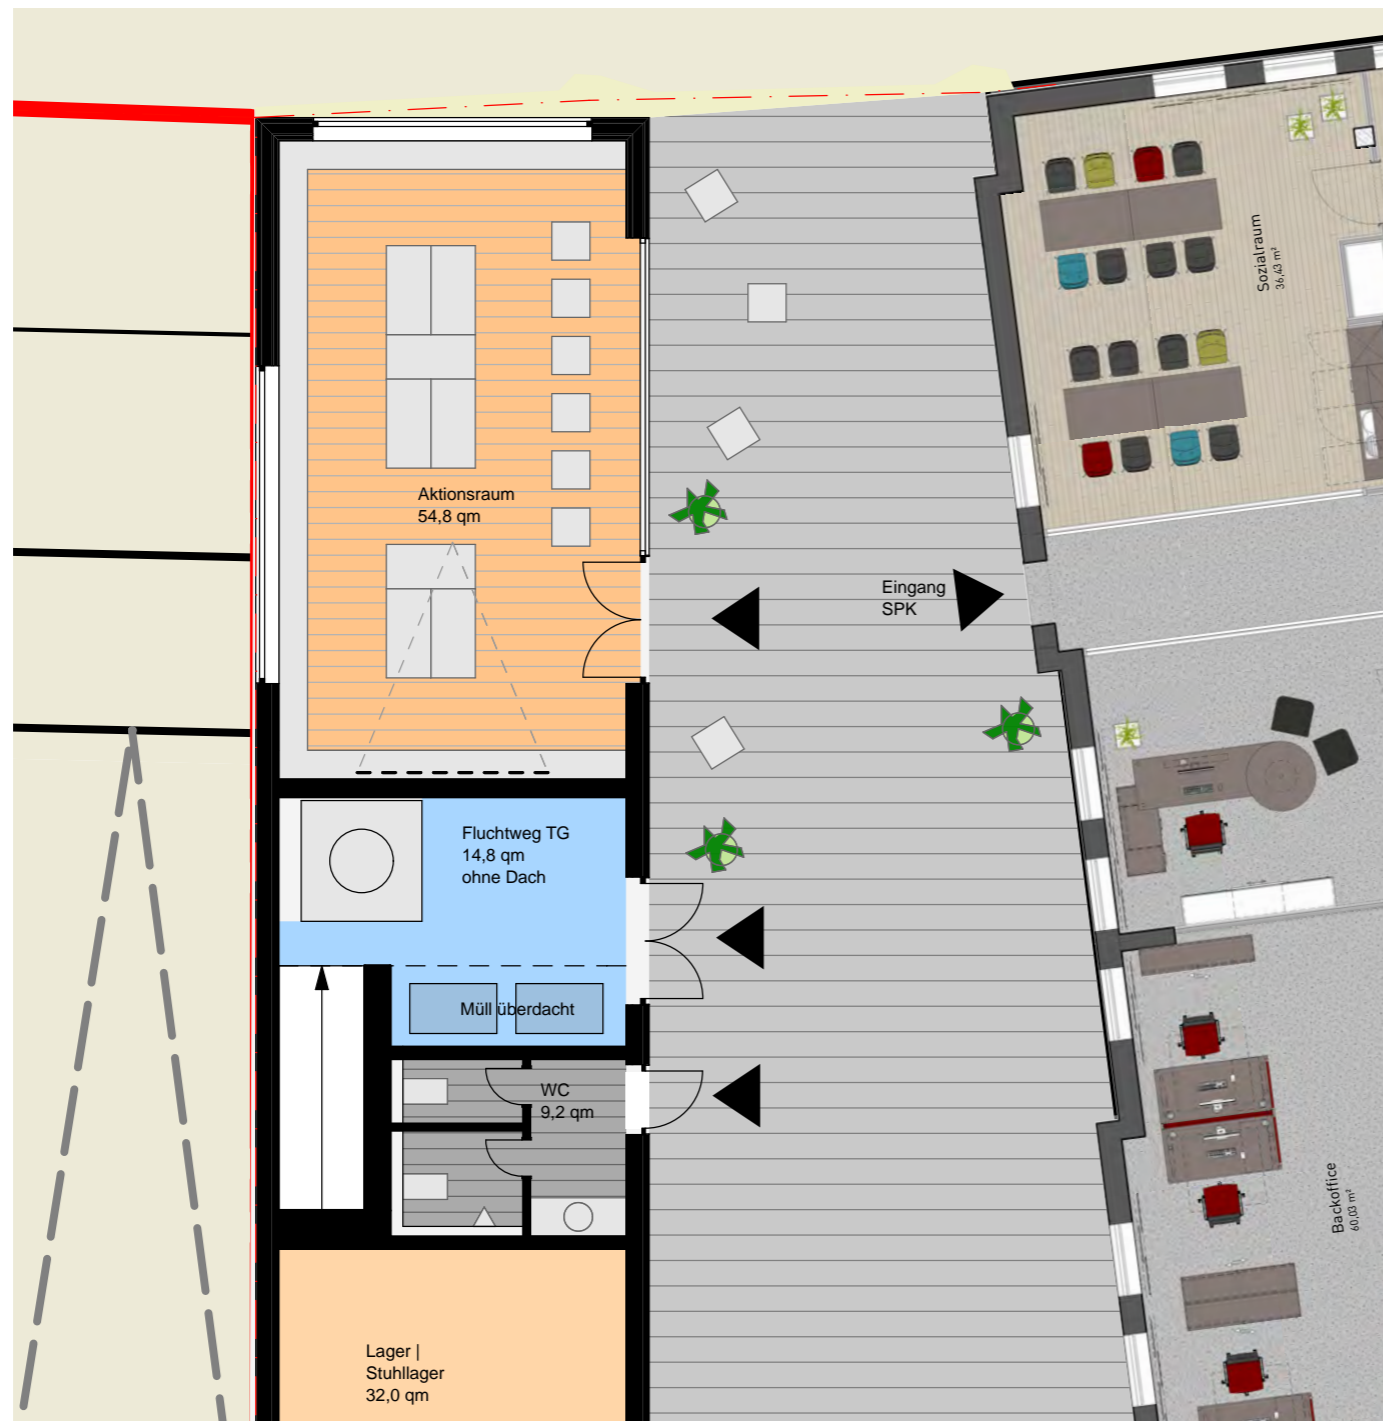 Sozialraum
36,43 m²
Aktionsraum
54,8 qm
Eingang
SPK
Fluchtweg TG
14,8 qm
ohne Dach
Müll überdacht
WC
9,2 qm
Backoffice
60,03 m²
Lager |
Stuhllager
32,0 qm